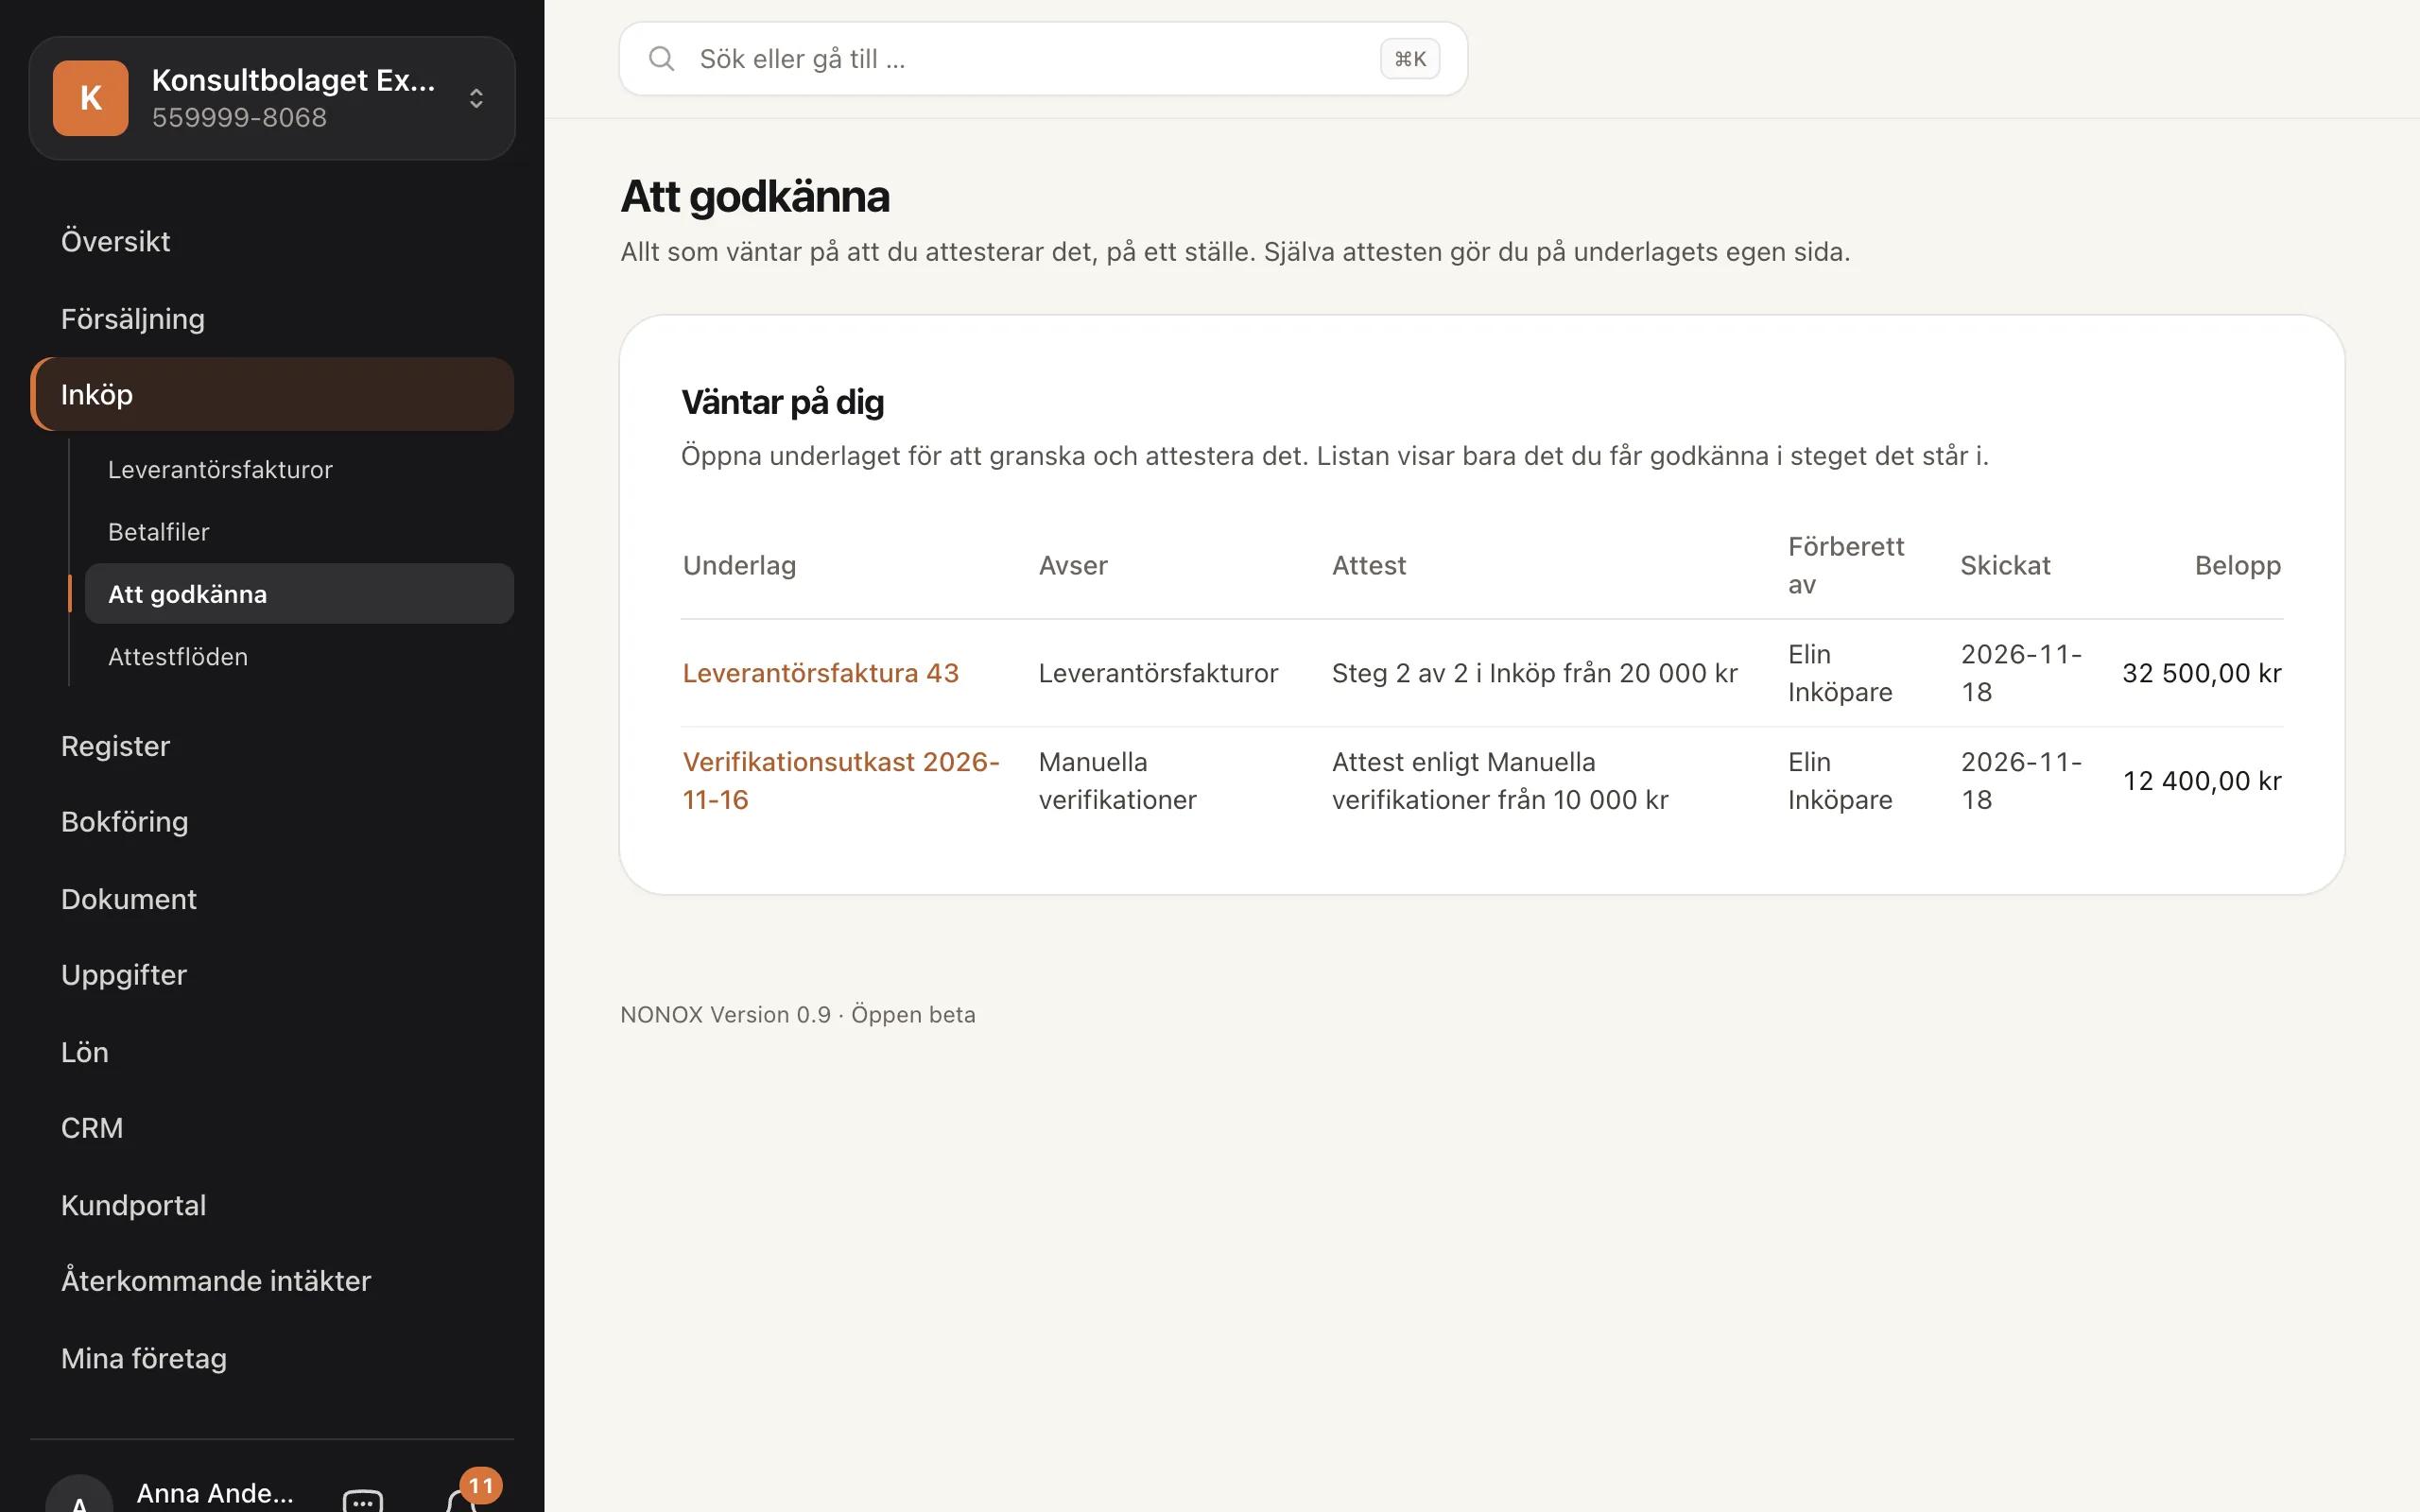 K
Konsultbolaget Ex...
559999-8068
Översikt
Försäljning
Inköp
Leverantörsfakturor
Betalfiler
Att godkänna
Attestflöden
Register
Bokföring
Dokument
Uppgifter
Lön
CRM
Kundportal
Återkommande intäkter
Mina företag
A
Anna Ande...
11
Sök eller gå till ...
⌘K
Att godkänna
Allt som väntar på att du attesterar det, på ett ställe. Själva attesten gör du på underlagets egen sida.
Väntar på dig
Öppna underlaget för att granska och attestera det. Listan visar bara det du får godkänna i steget det står i.
Underlag Avser Attest Förberett av Skickat Belopp
Leverantörsfaktura 43 Leverantörsfakturor Steg 2 av 2 i Inköp från 20 000 kr Elin Inköpare 2026-11-18 32 500,00 kr
Verifikationsutkast 2026-11-16 Manuella verifikationer Attest enligt Manuella verifikationer från 10 000 kr Elin Inköpare 2026-11-18 12 400,00 kr
NONOX Version 0.9 · Öppen beta